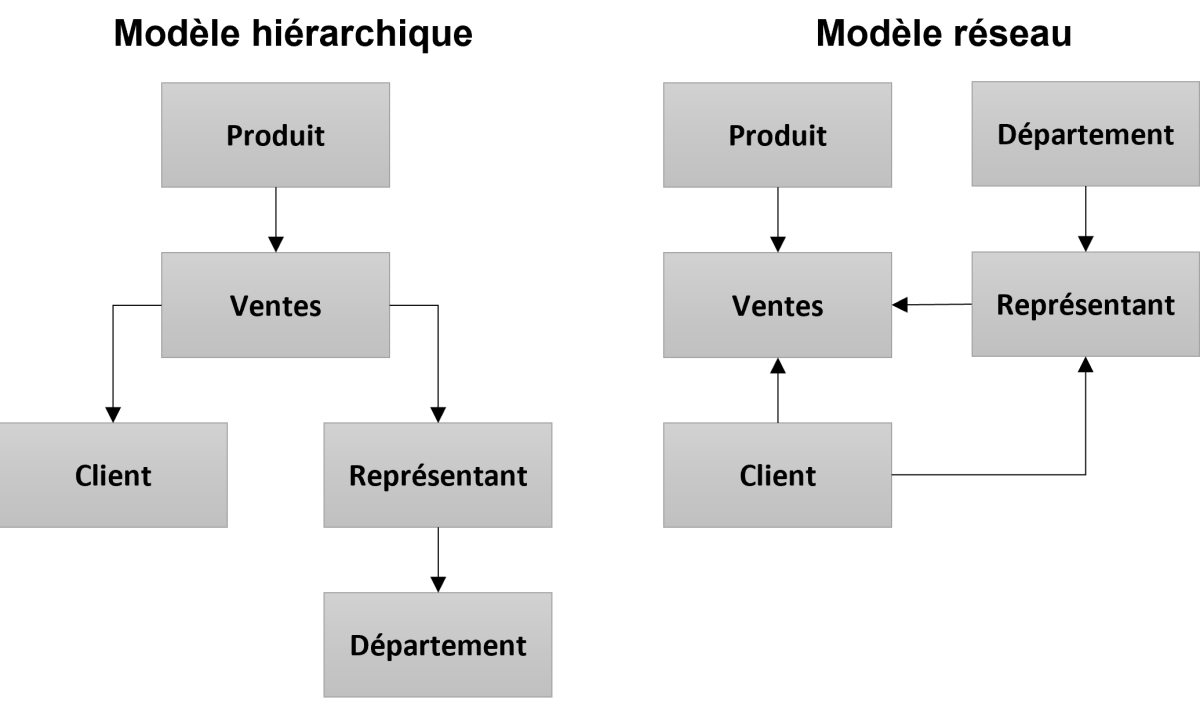 Modèle hiérarchique
Produit
Ventes
Client
Représentant
Département
Modèle réseau
Produit
Département
Ventes
Représentant
Client